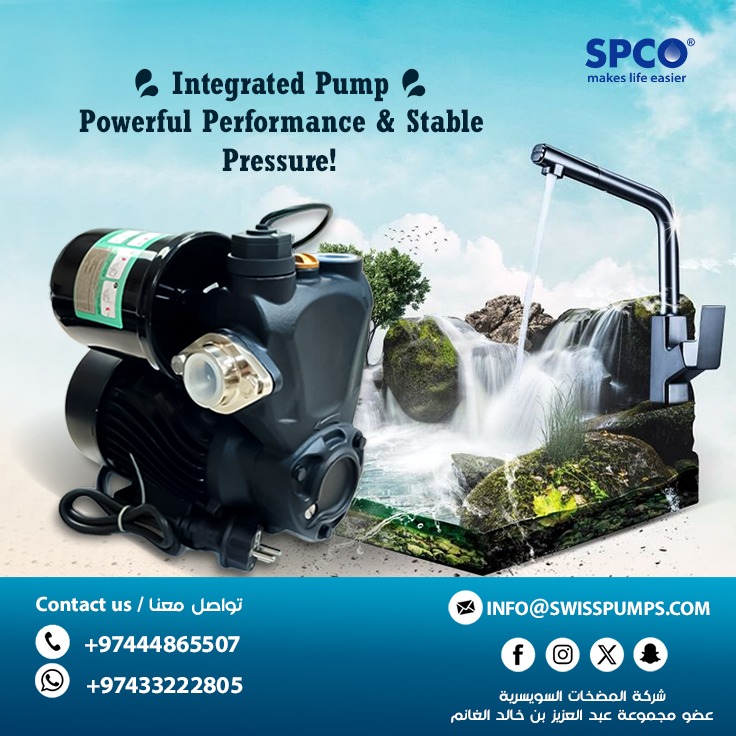 SPCO®
makes life easier
Integrated Pump
Powerful Performance & Stable
Pressure!
Contact us / تواصل معنا
+97444865507
+97433222805
INFO@SWISSPUMPS.COM
شركة المضخات السويسرية
عضو مجموعة عبد العزيز بن خالد الغانم